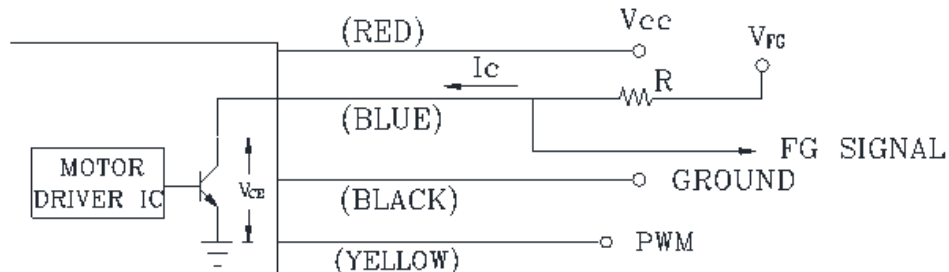 (RED)
Vcc
VFG
Ic
R
(BLUE)
FG SIGNAL
MOTOR
DRIVER IC
VCE
GROUND
(BLACK)
PWM
(YELLOW)